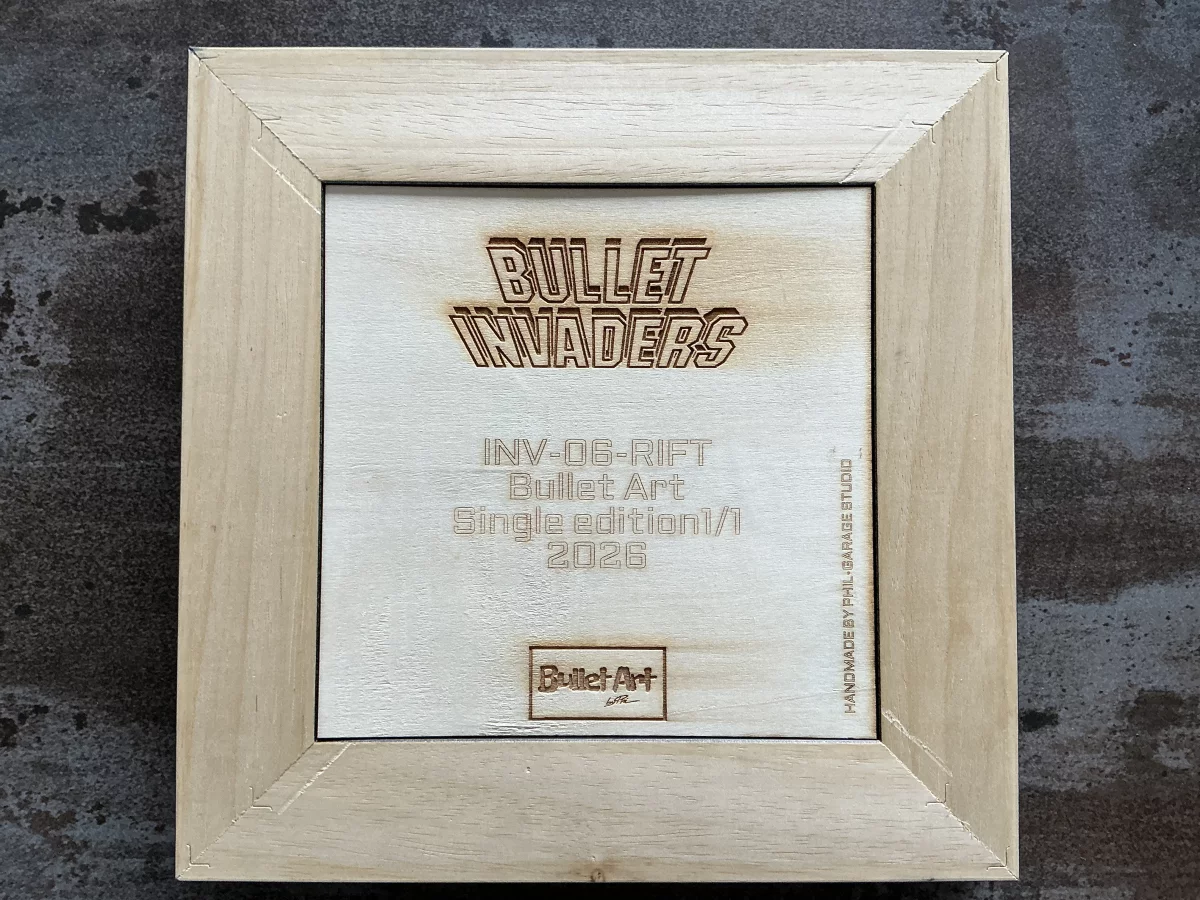 BULLET
INVADERS
INV-06-RIFT
Bullet Art
Single edition1/1
2026
HANDMADE BY PHIL·GARAGE STUDIO
Bullet Art